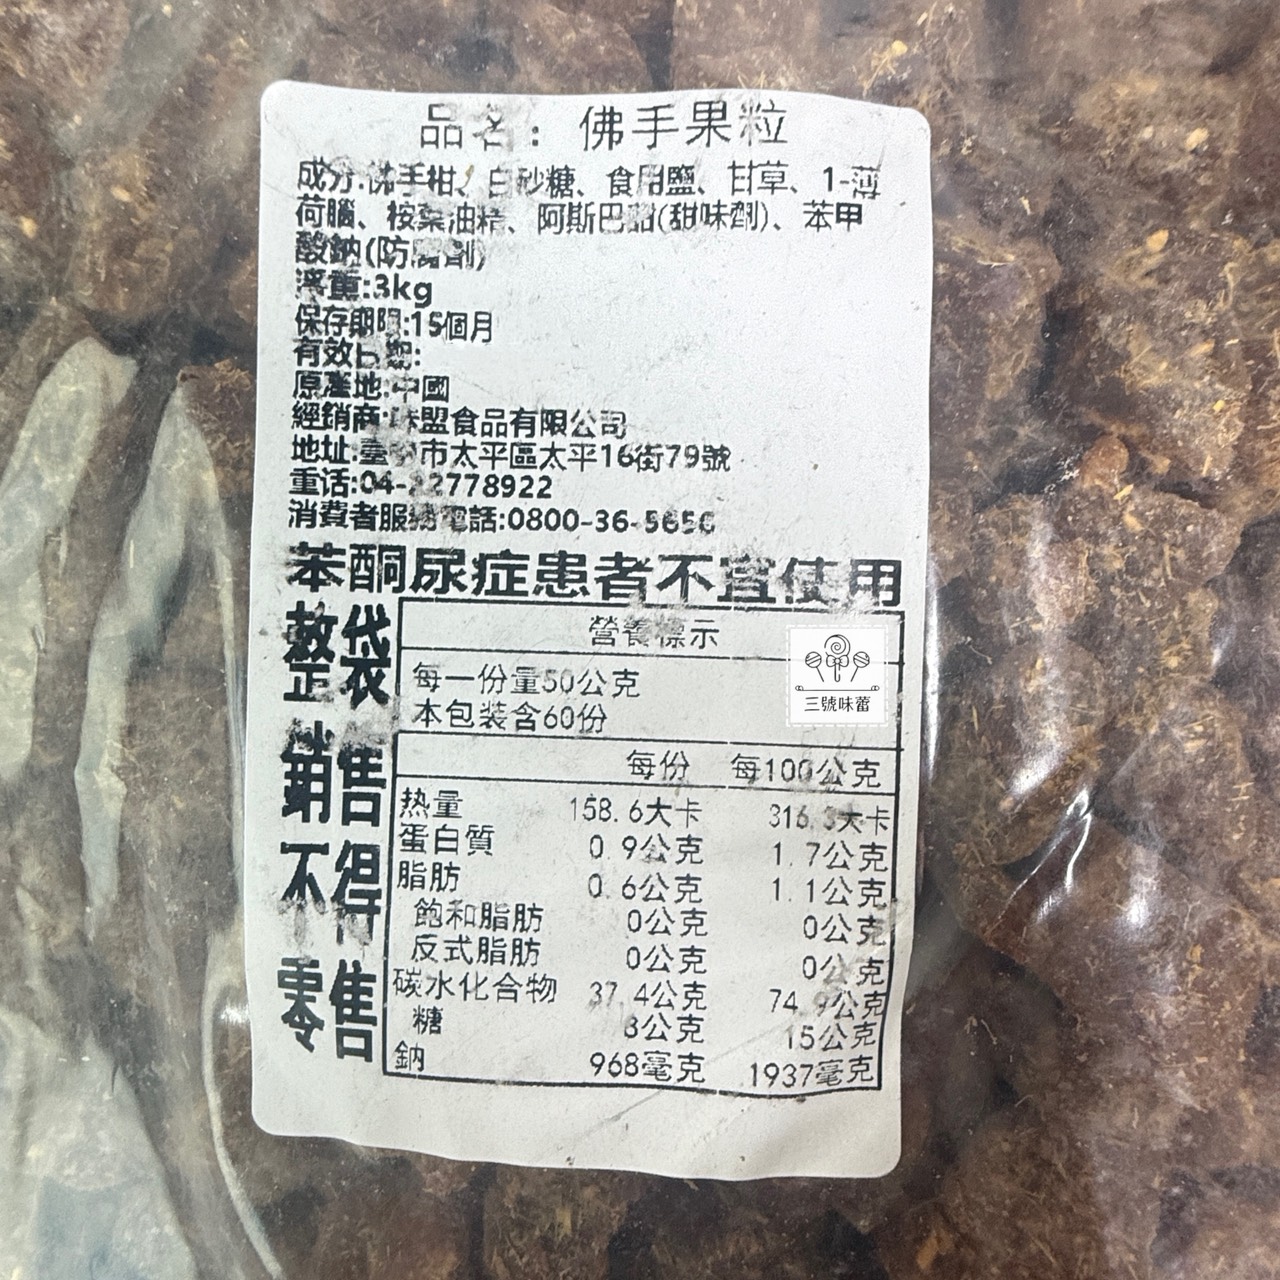 品名：佛手果粒
成分:佛手柑、白砂糖、食用鹽、甘草、1-薄
荷腦、桉葉油精、阿斯巴甜(甜味劑)、苯甲
酸鈉(防腐劑)
淨重:3kg
保存期限:15個月
有效日期:
原產地:中國
經銷商:味盟食品有限公司
地址:臺中市太平區太平16街79號
重话:04-22778922
消費者服務電話:0800-36-5656
苯酮尿症患者不宜使用
整袋
銷售
不得
零售
營養標示
每一份量50公克
本包裝含60份
每份 每100公克
热量 158.6大卡 316.3大卡
蛋白質 0.9公克 1.7公克
脂肪 0.6公克 1.1公克
飽和脂肪 0公克 0公克
反式脂肪 0公克 0公克
碳水化合物 37.4公克 74.9公克
糖 8公克 15公克
鈉 968毫克 1937毫克
三號味蕾